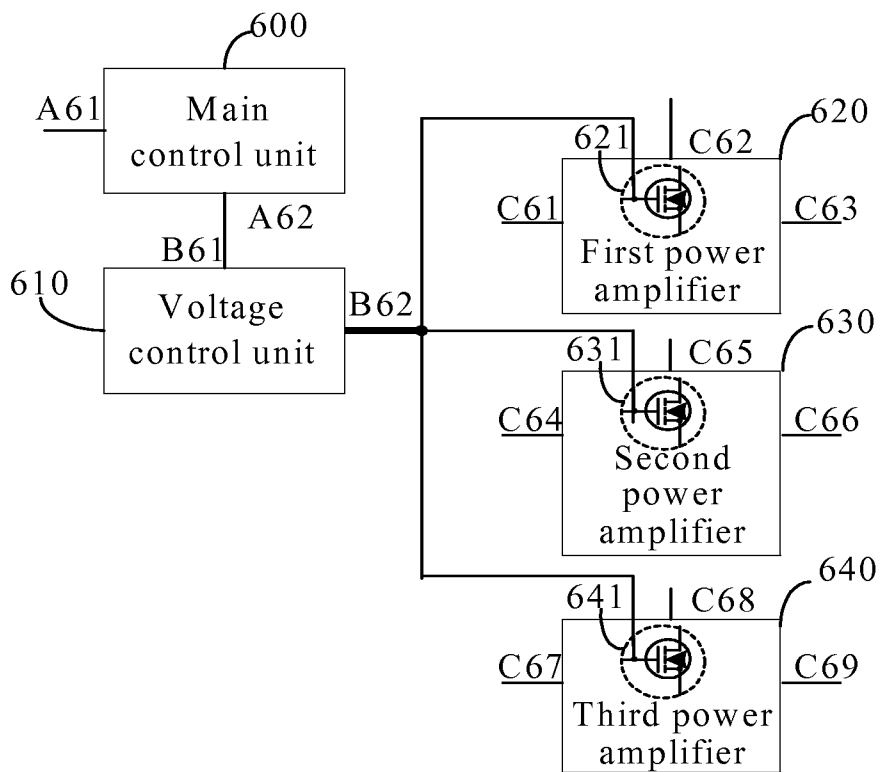 600
A61
Main
control unit
A62
B61
610
Voltage
control unit
B62
620
621
C62
C61
C63
First power
amplifier
630
631
C65
C64
C66
Second
power
amplifier
640
641
C68
C67
C69
Third power
amplifier